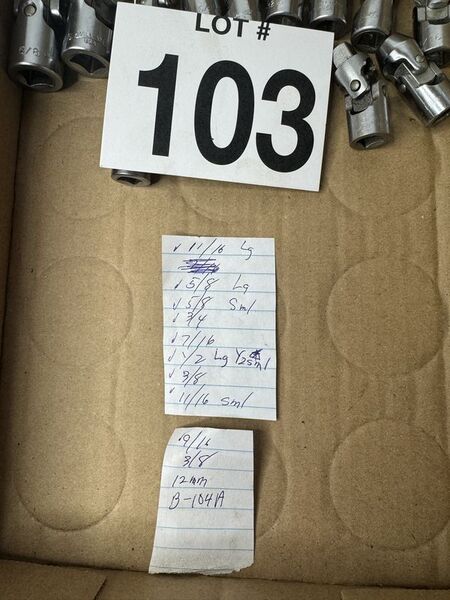 LOT #
103
✓ 11/16 Lg
✓ 5/8 Lg
✓ 5/8 Sml
✓ 3/4
✓ 7/16
✓ 1/2 Lg 1/2 sml
✓ 3/8
✓ 11/16 sml
✓ 9/16
3/8
12mm
B-104A